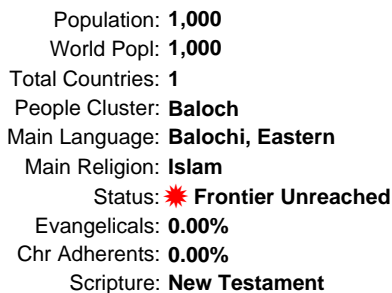 Population: 1,000
World Popl: 1,000
Total Countries: 1
People Cluster: Baloch
Main Language: Balochi, Eastern
Main Religion: Islam
Status: Frontier Unreached
Evangelicals: 0.00%
Chr Adherents: 0.00%
Scripture: New Testament